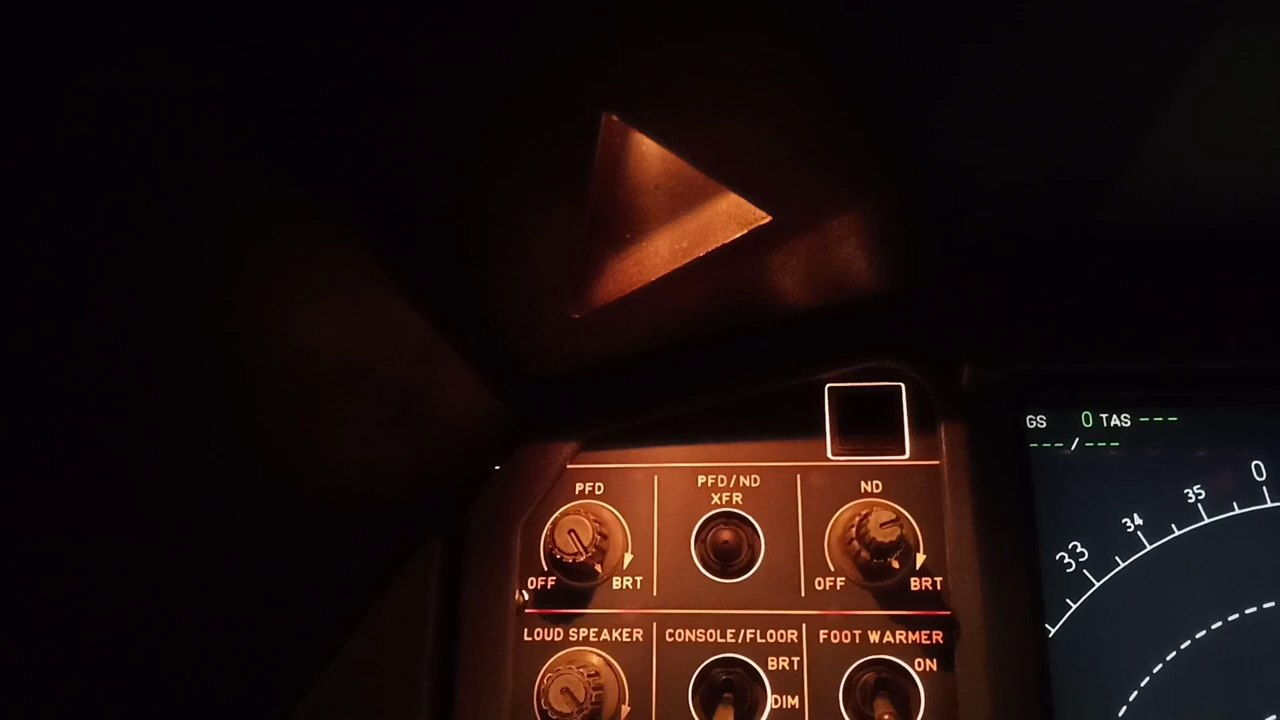 GS 0 TAS ---
---/---
0
35
34
33
PFD
PFD/ND
XFR
ND
OFF BRT
OFF BRT
LOUD SPEAKER
CONSOLE/FLOOR
FOOT WARMER
BRT
ON
DIM